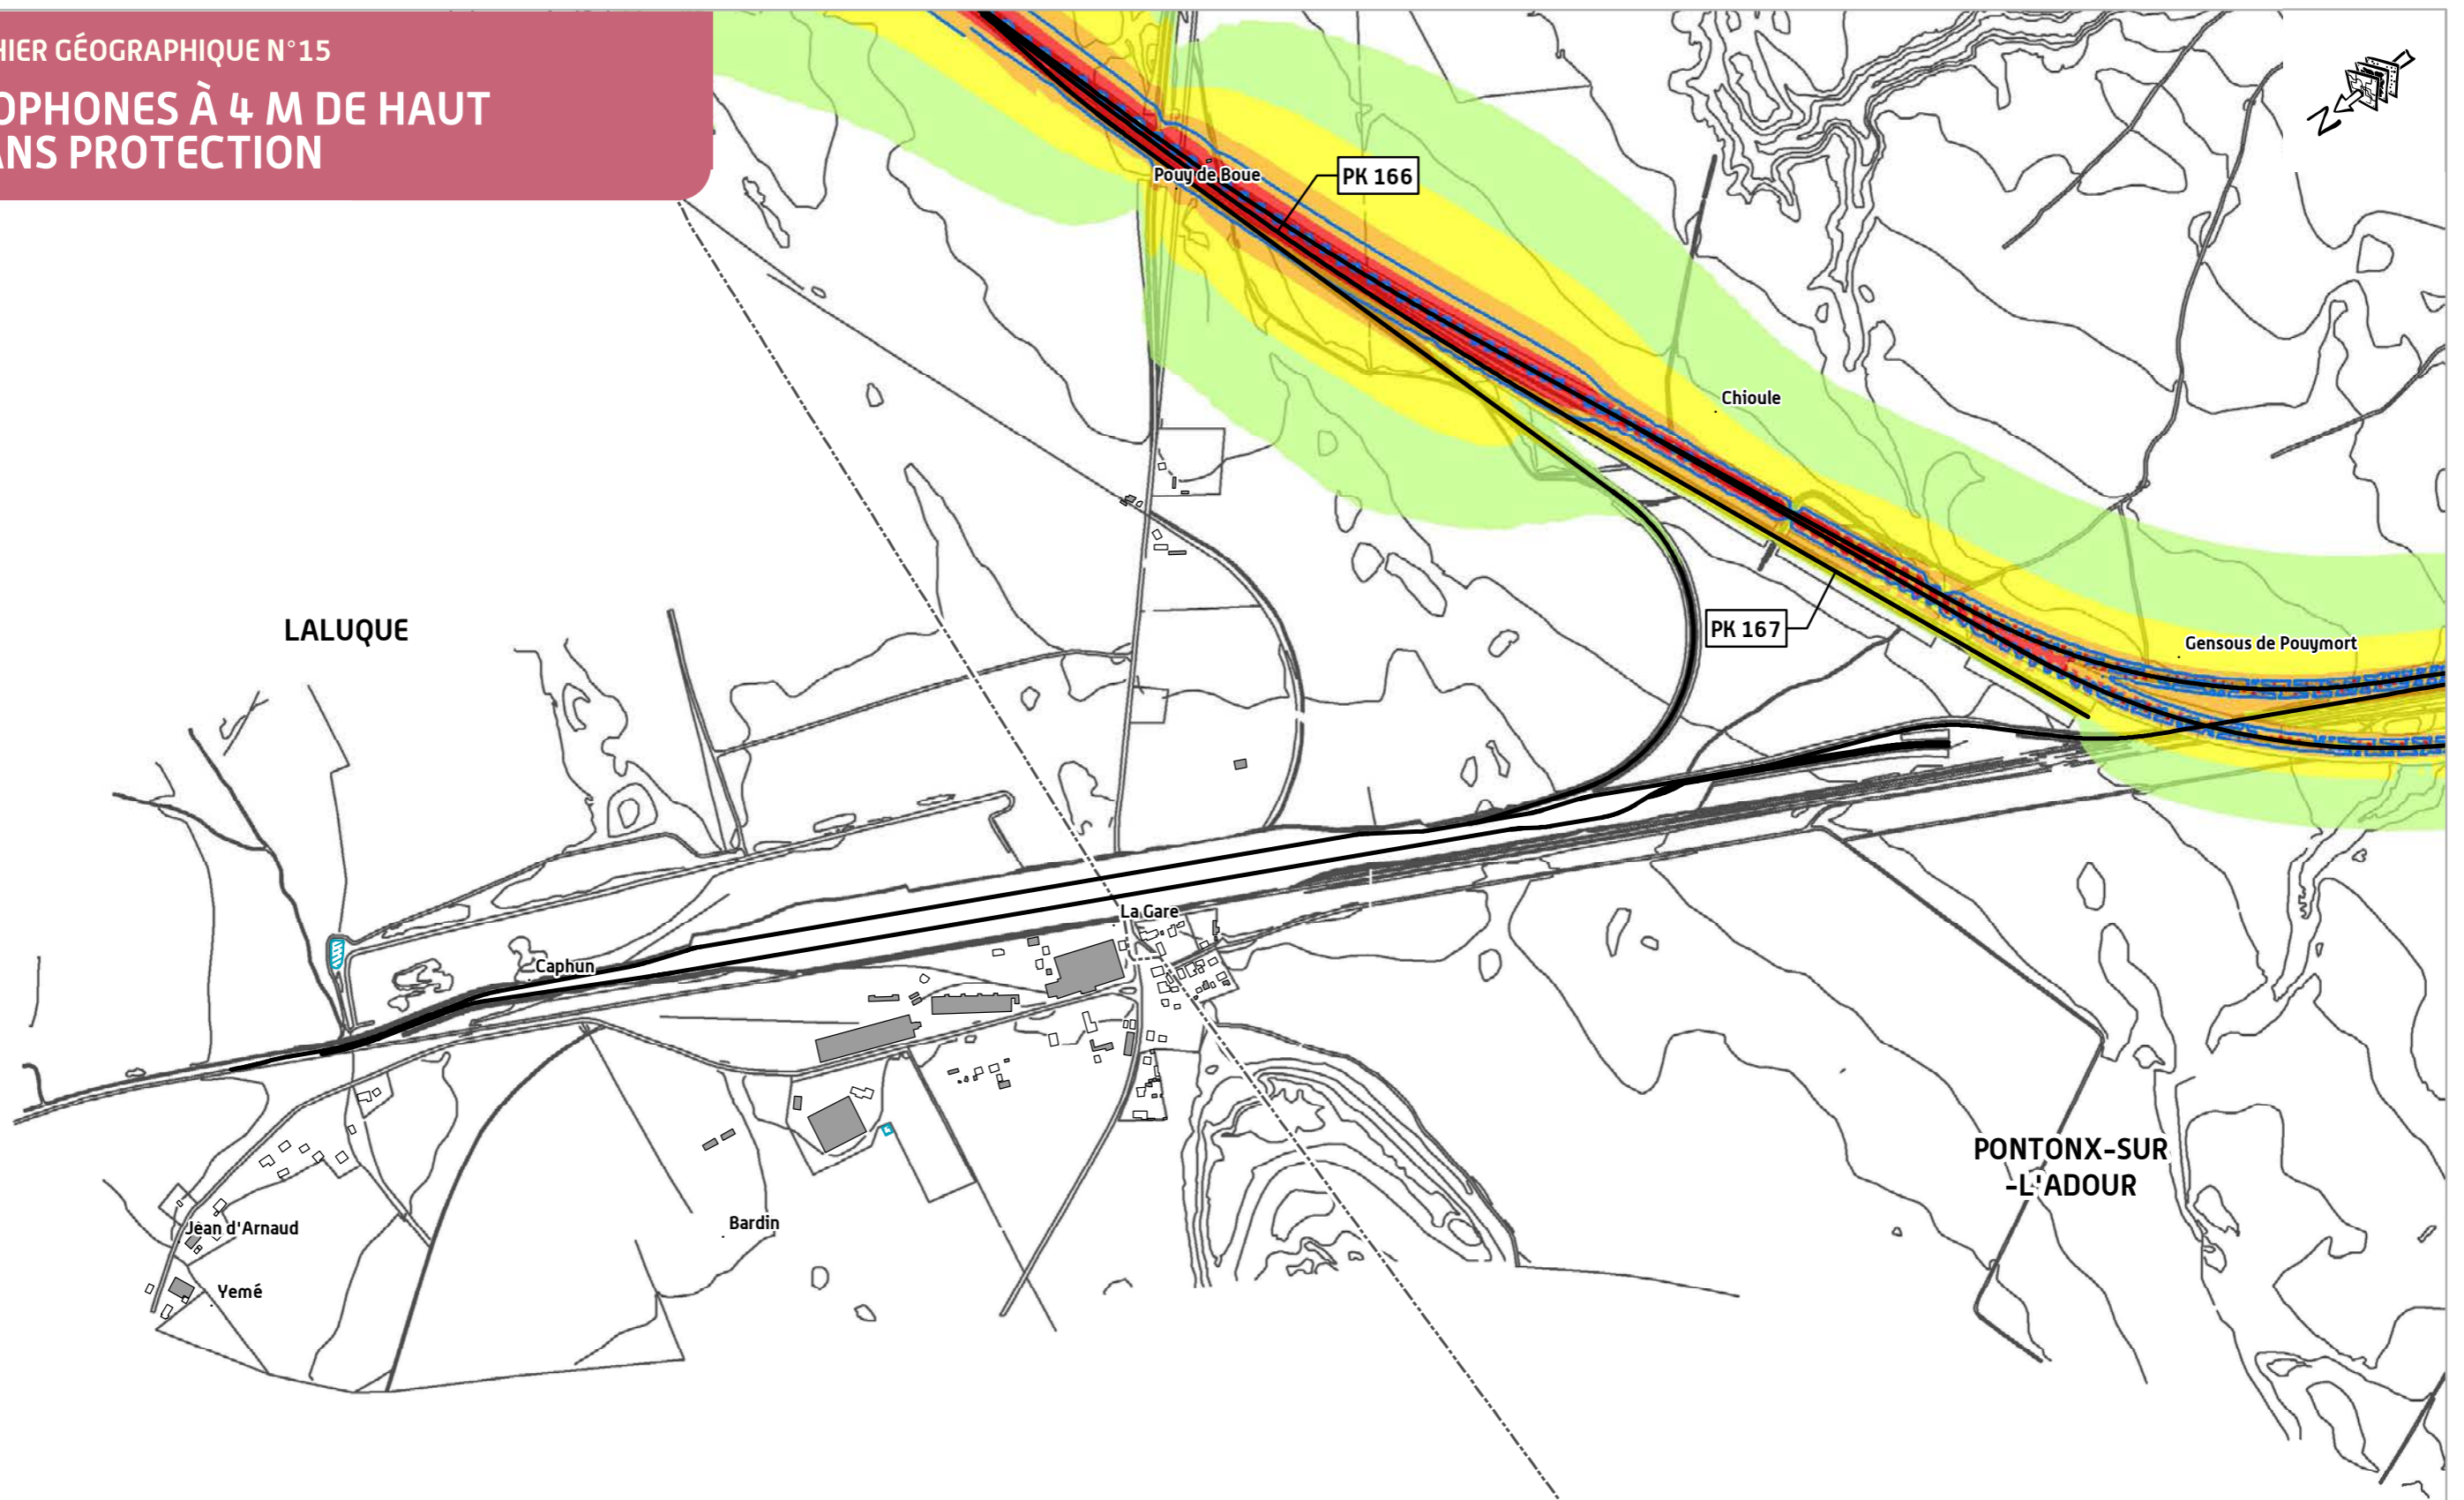 HIER GÉOGRAPHIQUE N°15
OPHONES À 4 M DE HAUT
ANS PROTECTION
N
Pouy de Boue
PK 166
Chioule
LALUQUE
PK 167
Gensous de Pouymort
La Gare
Caphun
PONTONX-SUR
-L'ADOUR
Jean d'Arnaud
Bardin
Yemé